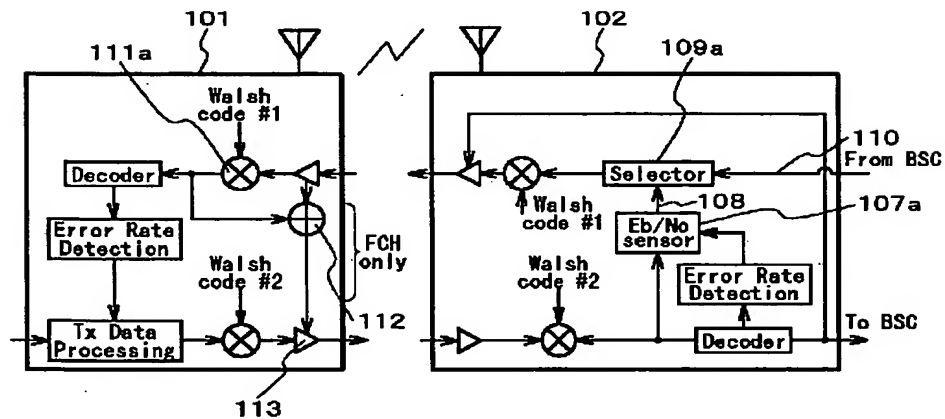 101
102
111a
109a
Walsh
code #1
110
From BSC
Decoder
Selector
108
107a
Walsh
code #1
Eb/No
sensor
Error Rate
Detection
FCH
only
Walsh
code #2
Walsh
code #2
Error Rate
Detection
112
Tx Data
Processing
Decoder
To BSC
113